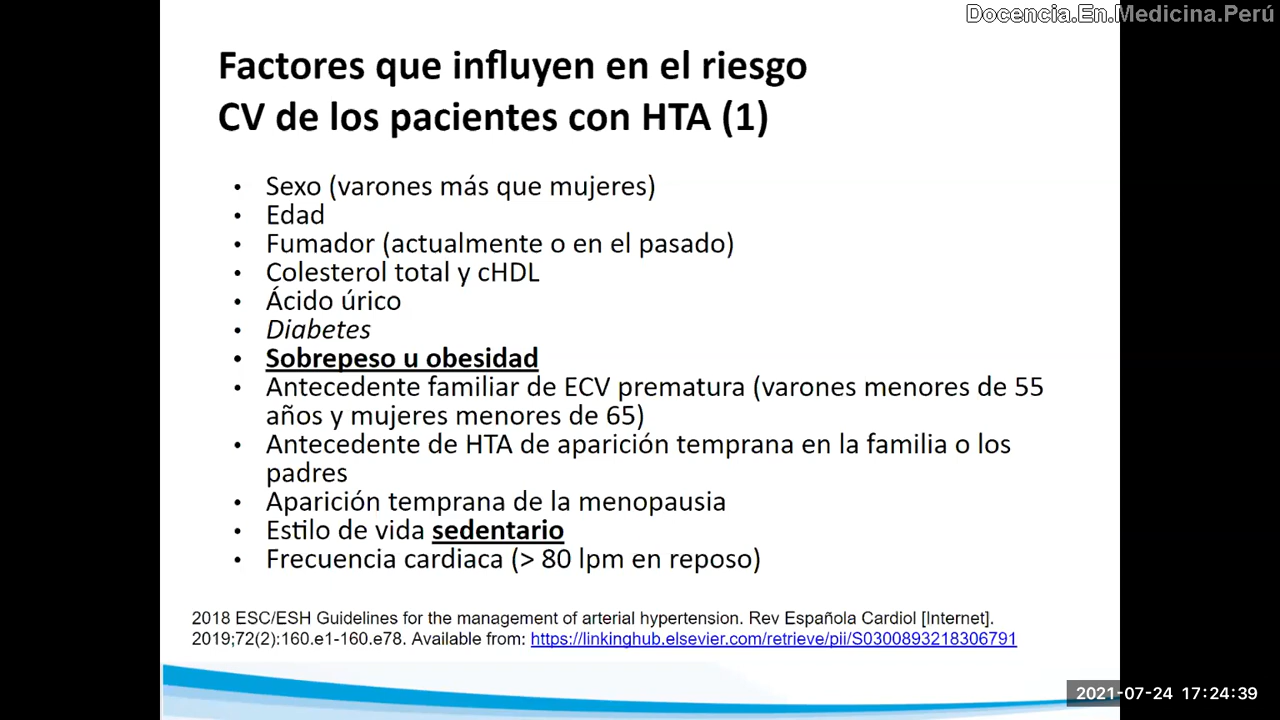 Docencia.En.Medicina.Perú
Factores que influyen en el riesgo
CV de los pacientes con HTA (1)
• Sexo (varones más que mujeres)
• Edad
• Fumador (actualmente o en el pasado)
• Colesterol total y cHDL
• Ácido úrico
• Diabetes
• Sobrepeso u obesidad
• Antecedente familiar de ECV prematura (varones menores de 55
años y mujeres menores de 65)
• Antecedente de HTA de aparición temprana en la familia o los
padres
• Aparición temprana de la menopausia
• Estilo de vida sedentario
• Frecuencia cardiaca (> 80 lpm en reposo)
2018 ESC/ESH Guidelines for the management of arterial hypertension. Rev Española Cardiol [Internet].
2019;72(2):160.e1-160.e78. Available from: https://linkinghub.elsevier.com/retrieve/pii/S0300893218306791
2021-07-24 17:24:39